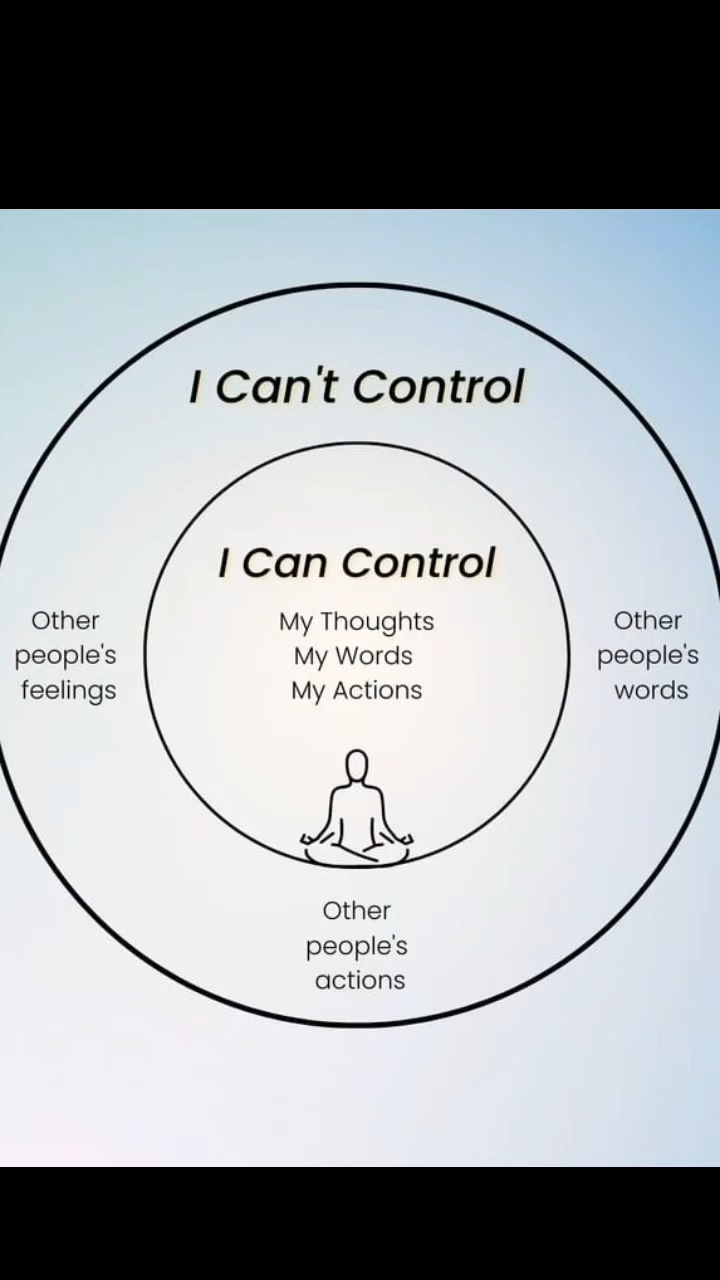 I Can't Control
I Can Control
My Thoughts
My Words
My Actions
Other
people's
feelings
Other
people's
words
Other
people's
actions